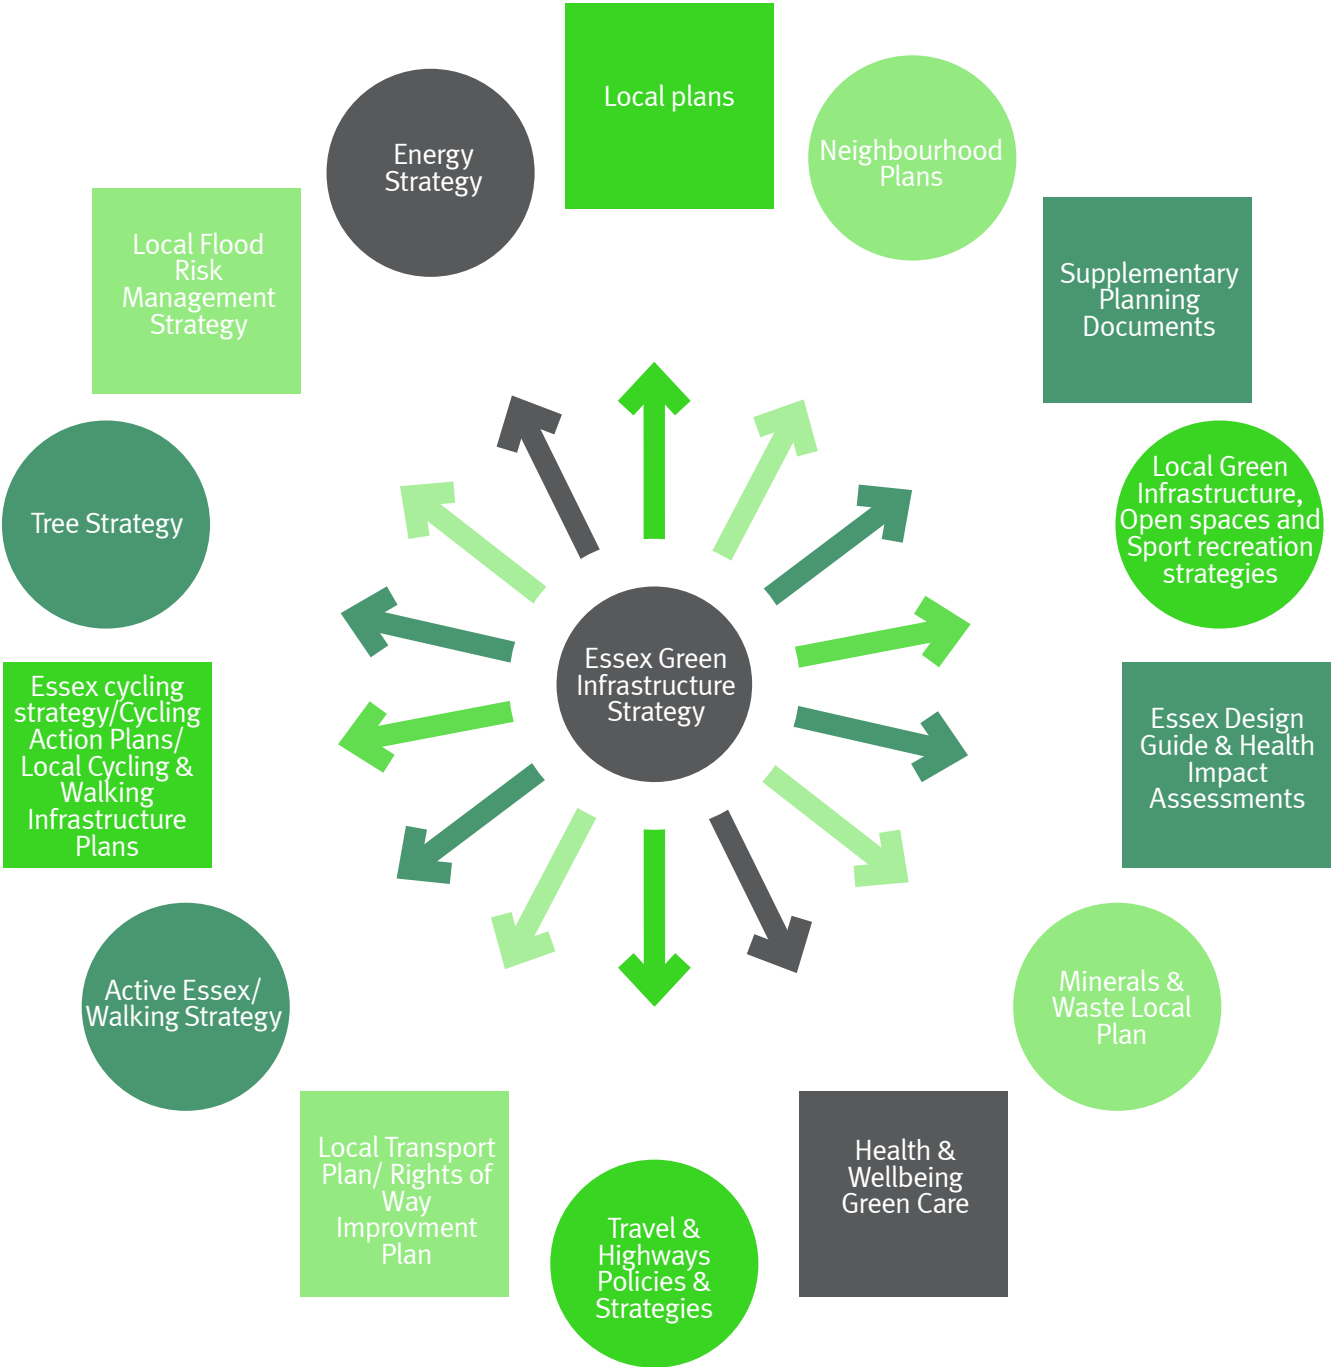 Local plans
Neighbourhood
Plans
Energy
Strategy
Supplementary
Planning
Documents
Local Flood
Risk
Management
Strategy
Local Green
Infrastructure,
Open spaces and
Sport recreation
strategies
Tree Strategy
Essex Green
Infrastructure
Strategy
Essex cycling
strategy/Cycling
Action Plans/
Local Cycling &
Walking
Infrastructure
Plans
Essex Design
Guide & Health
Impact
Assessments
Active Essex/
Walking Strategy
Minerals &
Waste Local
Plan
Local Transport
Plan/ Rights of
Way
Improvment
Plan
Health &
Wellbeing
Green Care
Travel &
Highways
Policies &
Strategies